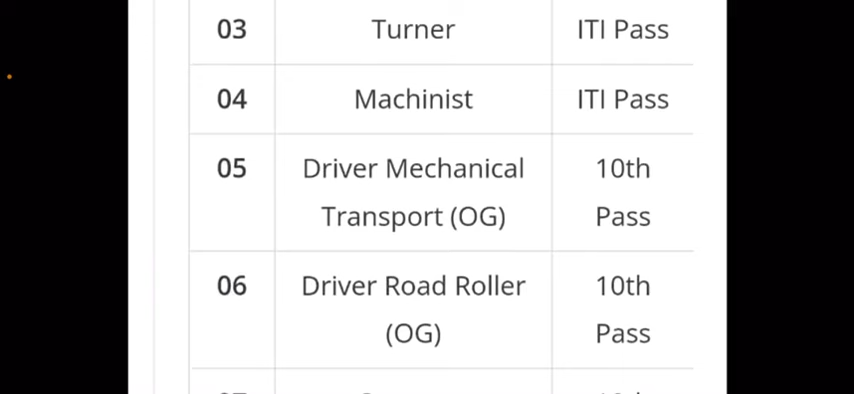 03 Turner ITI Pass
04 Machinist ITI Pass
05 Driver Mechanical 10th
Transport (OG) Pass
06 Driver Road Roller 10th
(OG) Pass